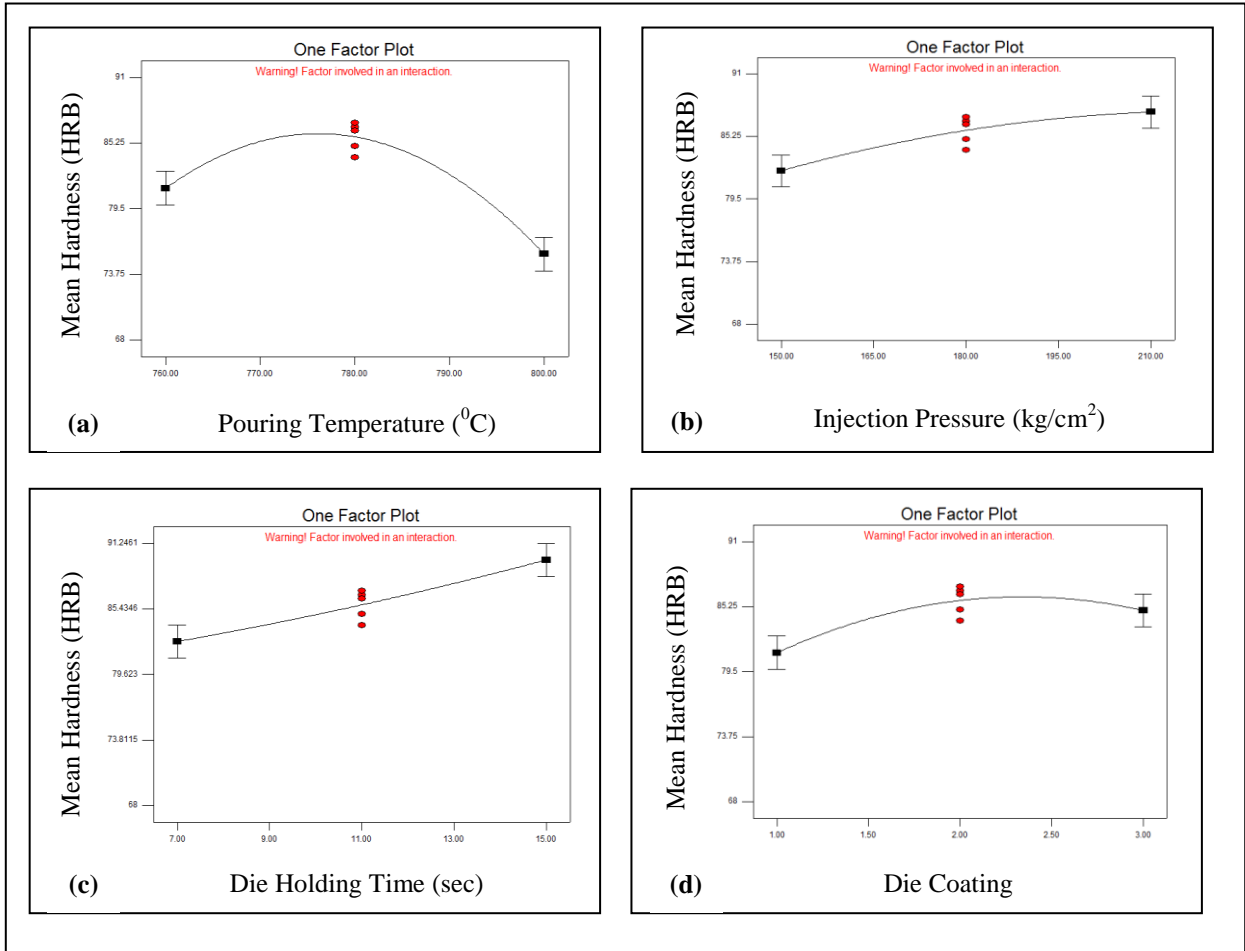 One Factor Plot
Warning! Factor involved in an interaction.
91
85.25
79.5
73.75
68
Mean Hardness (HRB)
760.00 770.00 780.00 790.00 800.00
(a) Pouring Temperature (⁰C)
One Factor Plot
Warning! Factor involved in an interaction.
91
85.25
79.5
73.75
68
Mean Hardness (HRB)
150.00 165.00 180.00 195.00 210.00
(b) Injection Pressure (kg/cm²)
One Factor Plot
Warning! Factor involved in an interaction.
91.2461
85.4346
79.623
73.8115
68
Mean Hardness (HRB)
7.00 9.00 11.00 13.00 15.00
(c) Die Holding Time (sec)
One Factor Plot
Warning! Factor involved in an interaction.
91
85.25
79.5
73.75
68
Mean Hardness (HRB)
1.00 1.50 2.00 2.50 3.00
(d) Die Coating